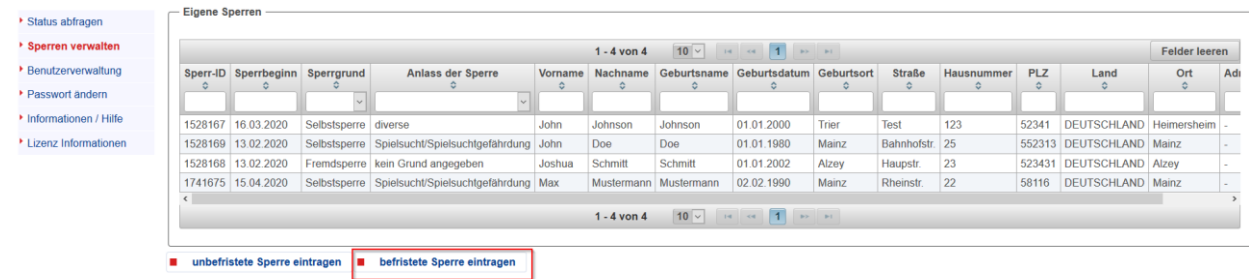 Status abfragen
Sperren verwalten
Benutzerverwaltung
Passwort ändern
Informationen / Hilfe
Lizenz Informationen
Eigene Sperren
1 - 4 von 4 10 1 Felder leeren
Sperr-ID Sperrbeginn Sperrgrund Anlass der Sperre Vorname Nachname Geburtsname Geburtsdatum Geburtsort Straße Hausnummer PLZ Land Ort
1528167 16.03.2020 Selbstsperre diverse John Johnson Johnson 01.01.2000 Trier Test 123 52341 DEUTSCHLAND Heimersheim -
1528169 13.02.2020 Selbstsperre Spielsucht/Spielsuchtgefährdung John Doe Doe 01.01.1980 Mainz Bahnhofstr. 25 552313 DEUTSCHLAND Mainz -
1528168 13.02.2020 Fremdsperre kein Grund angegeben Joshua Schmitt Schmitt 01.01.2002 Alzey Haupstr. 23 523431 DEUTSCHLAND Alzey -
1741675 15.04.2020 Selbstsperre Spielsucht/Spielsuchtgefährdung Max Mustermann Mustermann 02.02.1990 Mainz Rheinstr. 22 58116 DEUTSCHLAND Mainz -
1 - 4 von 4 10 1
unbefristete Sperre eintragen befristete Sperre eintragen